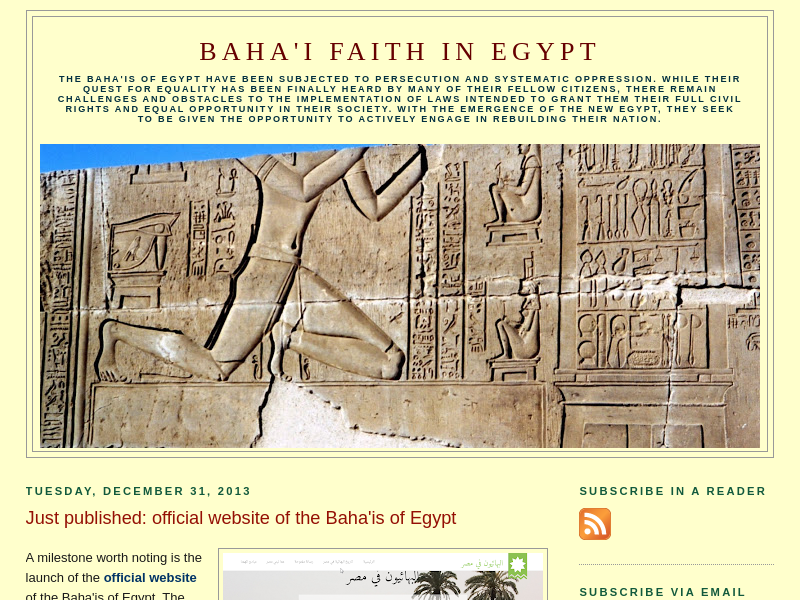 BAHA'I FAITH IN EGYPT
THE BAHA'IS OF EGYPT HAVE BEEN SUBJECTED TO PERSECUTION AND SYSTEMATIC OPPRESSION. WHILE THEIR
QUEST FOR EQUALITY HAS BEEN FINALLY HEARD BY MANY OF THEIR FELLOW CITIZENS, THERE REMAIN
CHALLENGES AND OBSTACLES TO THE IMPLEMENTATION OF LAWS INTENDED TO GRANT THEM THEIR FULL CIVIL
RIGHTS AND EQUAL OPPORTUNITY IN THEIR SOCIETY. WITH THE EMERGENCE OF THE NEW EGYPT, THEY SEEK
TO BE GIVEN THE OPPORTUNITY TO ACTIVELY ENGAGE IN REBUILDING THEIR NATION.
TUESDAY, DECEMBER 31, 2013
Just published: official website of the Baha'is of Egypt
A milestone worth noting is the
launch of the official website
of the Baha'is of Egypt. The
البهائيون في مصر
البهائيون في مصر
SUBSCRIBE IN A READER
SUBSCRIBE VIA EMAIL